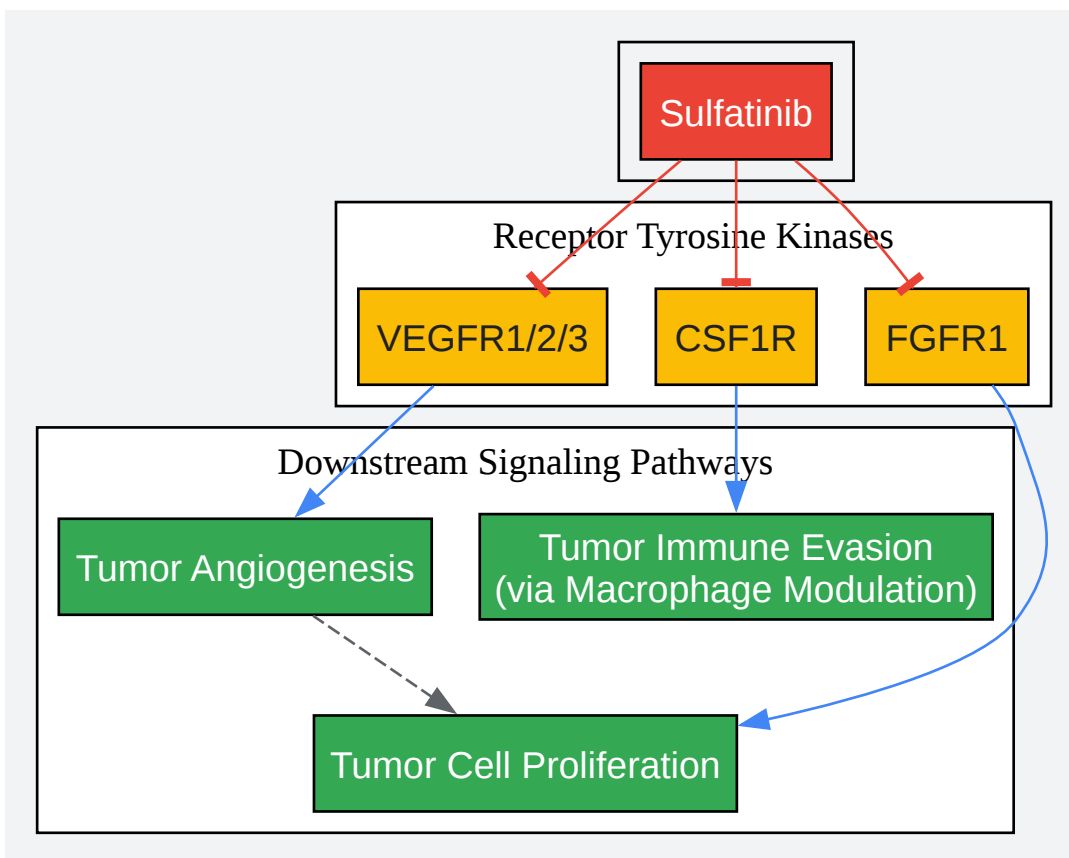 Sulfatinib
Receptor Tyrosine Kinases
VEGFR1/2/3
CSF1R
FGFR1
Downstream Signaling Pathways
Tumor Angiogenesis
Tumor Immune Evasion
(via Macrophage Modulation)
Tumor Cell Proliferation